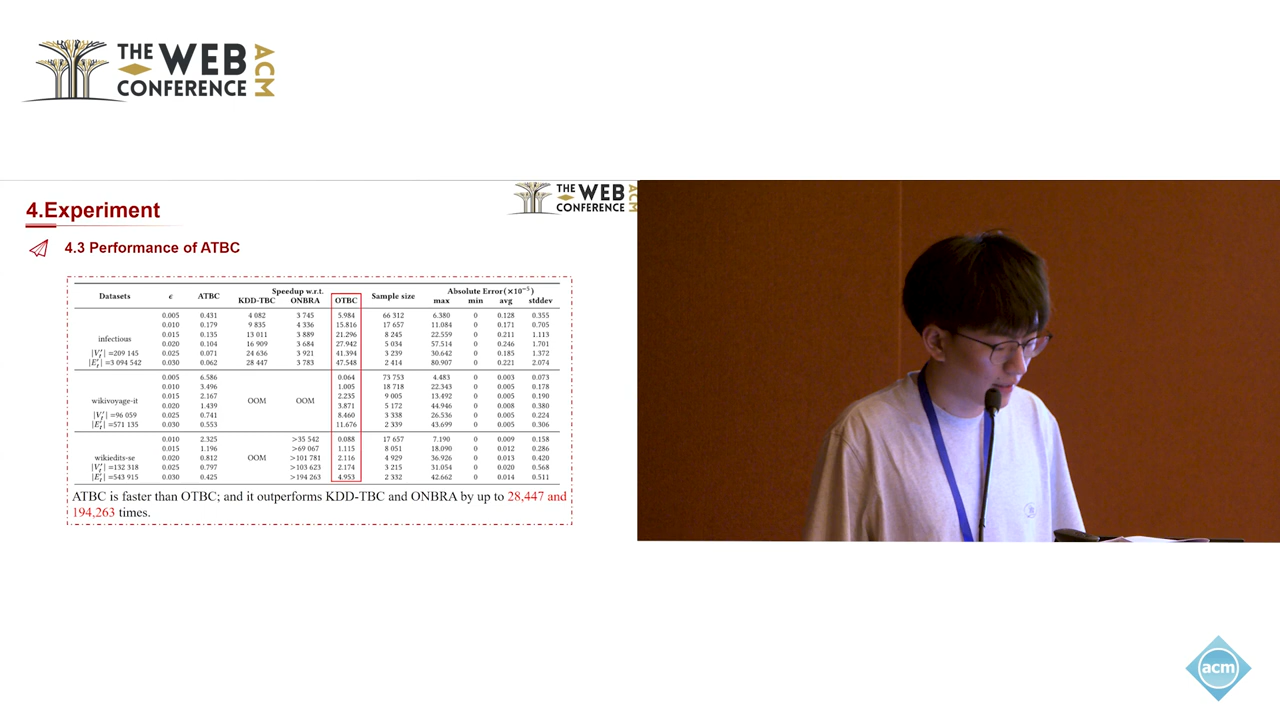 THE WEB CONFERENCE ACM
4.Experiment
THE WEB CONFERENCE ACM
4.3 Performance of ATBC
Datasets ϵ ATBC Speedup w.r.t. Sample size Absolute Error(×10⁻⁵)
KDD-TBC ONBRA OTBC max min avg stddev
0.005 0.431 4 082 3 745 5.984 66 312 6.380 0 0.128 0.355
0.010 0.179 9 835 4 336 15.816 17 657 11.084 0 0.171 0.705
0.015 0.135 13 011 3 889 21.296 8 245 22.559 0 0.211 1.113
infectious 0.020 0.104 16 909 3 684 27.942 5 034 57.514 0 0.246 1.701
|V′t| =209 145 0.025 0.071 24 636 3 921 41.394 3 239 30.642 0 0.185 1.372
|E′t| =3 094 542 0.030 0.062 28 447 3 783 47.548 2 414 80.907 0 0.221 2.074
0.005 6.586 0.064 73 753 4.483 0 0.003 0.073
0.010 3.496 1.005 18 718 22.343 0 0.005 0.178
wikivoyage-it 0.015 2.167 OOM OOM 2.235 9 005 13.492 0 0.005 0.190
0.020 1.439 3.871 5 172 44.946 0 0.008 0.380
|V′t| =96 059 0.025 0.741 8.460 3 338 26.536 0 0.005 0.224
|E′t| =571 135 0.030 0.553 11.676 2 339 43.699 0 0.005 0.306
0.010 2.325 >35 542 0.088 17 657 7.190 0 0.009 0.158
0.015 1.196 >69 067 1.115 8 051 18.090 0 0.012 0.286
wikiedits-se 0.020 0.812 OOM >101 781 2.116 4 929 36.926 0 0.013 0.420
|V′t| =132 318 0.025 0.797 >103 623 2.174 3 215 31.054 0 0.020 0.568
|E′t| =543 915 0.030 0.425 >194 263 4.953 2 332 42.662 0 0.014 0.511
ATBC is faster than OTBC; and it outperforms KDD-TBC and ONBRA by up to 28,447 and
194,263 times.
acm